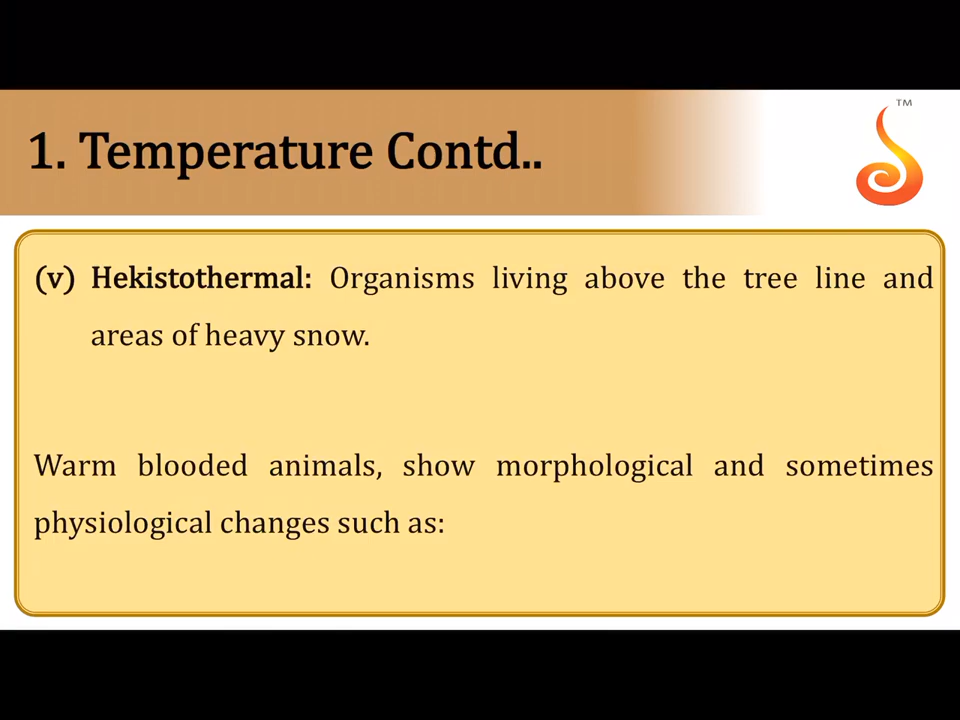 1. Temperature Contd..
TM
(v) Hekistothermal: Organisms living above the tree line and
areas of heavy snow.
Warm blooded animals, show morphological and sometimes
physiological changes such as: